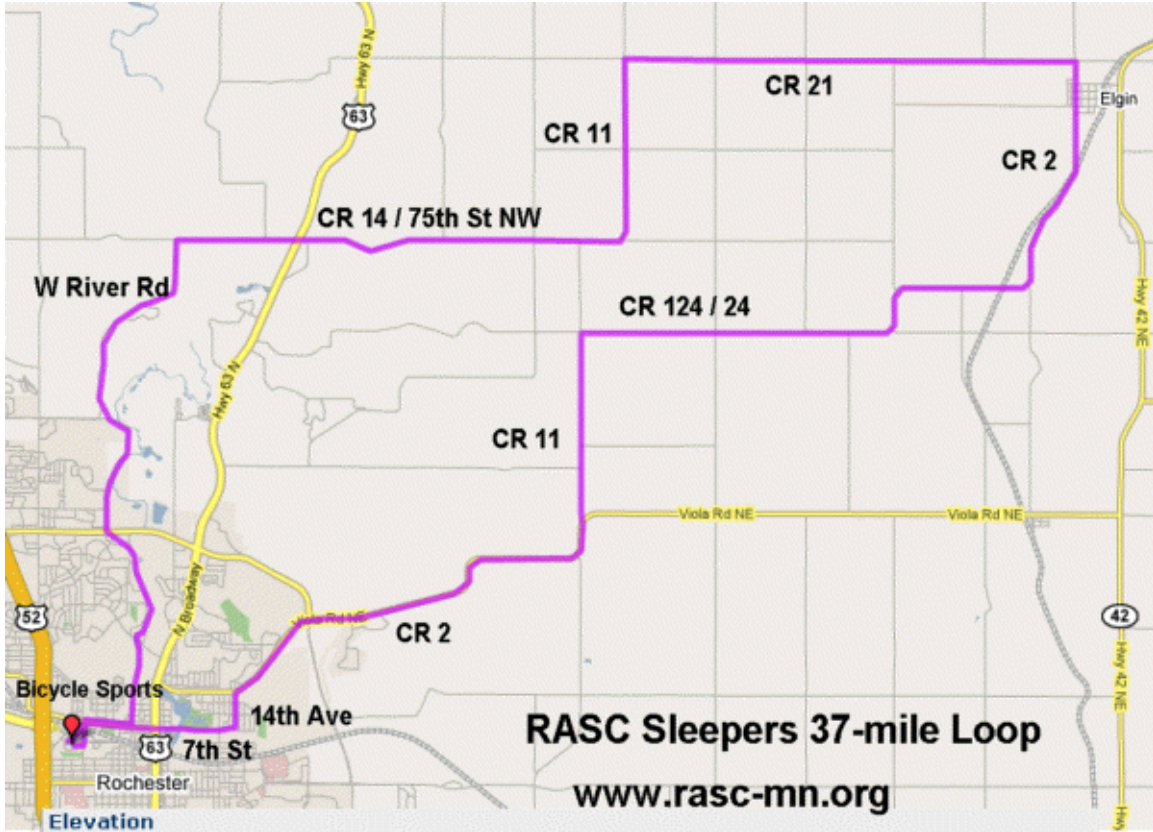 Hwy 63 N
63
CR 21
Elgin
CR 11
CR 2
CR 14 / 75th St NW
W River Rd
Hwy 42 NE
CR 124 / 24
Hwy 63 N
CR 11
Viola Rd NE
Viola Rd NE
N Broadway
52
Viola Rd NE
42
CR 2
Hwy 42 NE
Bicycle Sports
14th Ave
RASC Sleepers 37-mile Loop
63
7th St
Rochester
www.rasc-mn.org
Hwy 42
Elevation